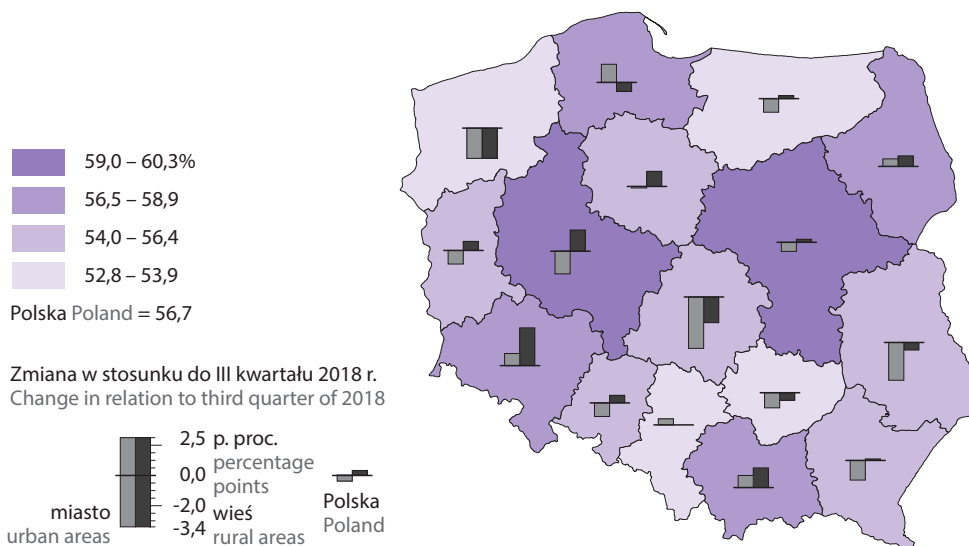 59,0 – 60,3%
56,5 – 58,9
54,0 – 56,4
52,8 – 53,9
Polska Poland = 56,7
Zmiana w stosunku do III kwartału 2018 r.
Change in relation to third quarter of 2018
2,5 p. proc.
percentage
0,0 points
-2,0
miasto -3,4 wieś
urban areas rural areas
Polska
Poland